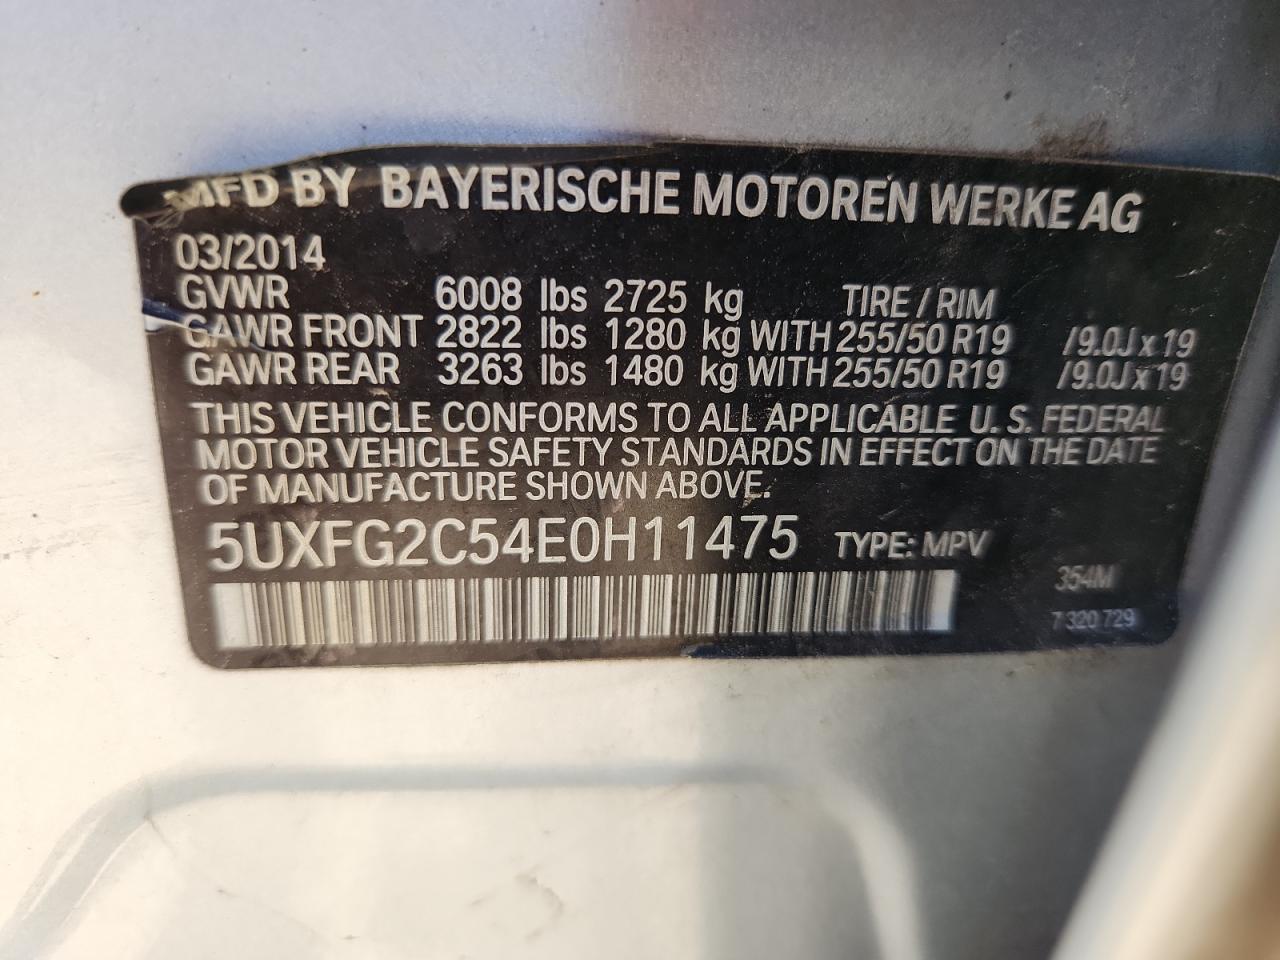 MFD BY BAYERISCHE MOTOREN WERKE AG
03/2014
GVWR 6008 lbs 2725 kg TIRE / RIM
GAWR FRONT 2822 lbs 1280 kg WITH 255/50 R19 /9.0J x 19
GAWR REAR 3263 lbs 1480 kg WITH 255/50 R19 /9.0J x 19
THIS VEHICLE CONFORMS TO ALL APPLICABLE U. S. FEDERAL
MOTOR VEHICLE SAFETY STANDARDS IN EFFECT ON THE DATE
OF MANUFACTURE SHOWN ABOVE.
5UXFG2C54E0H11475 TYPE: MPV
354M
7 320 729